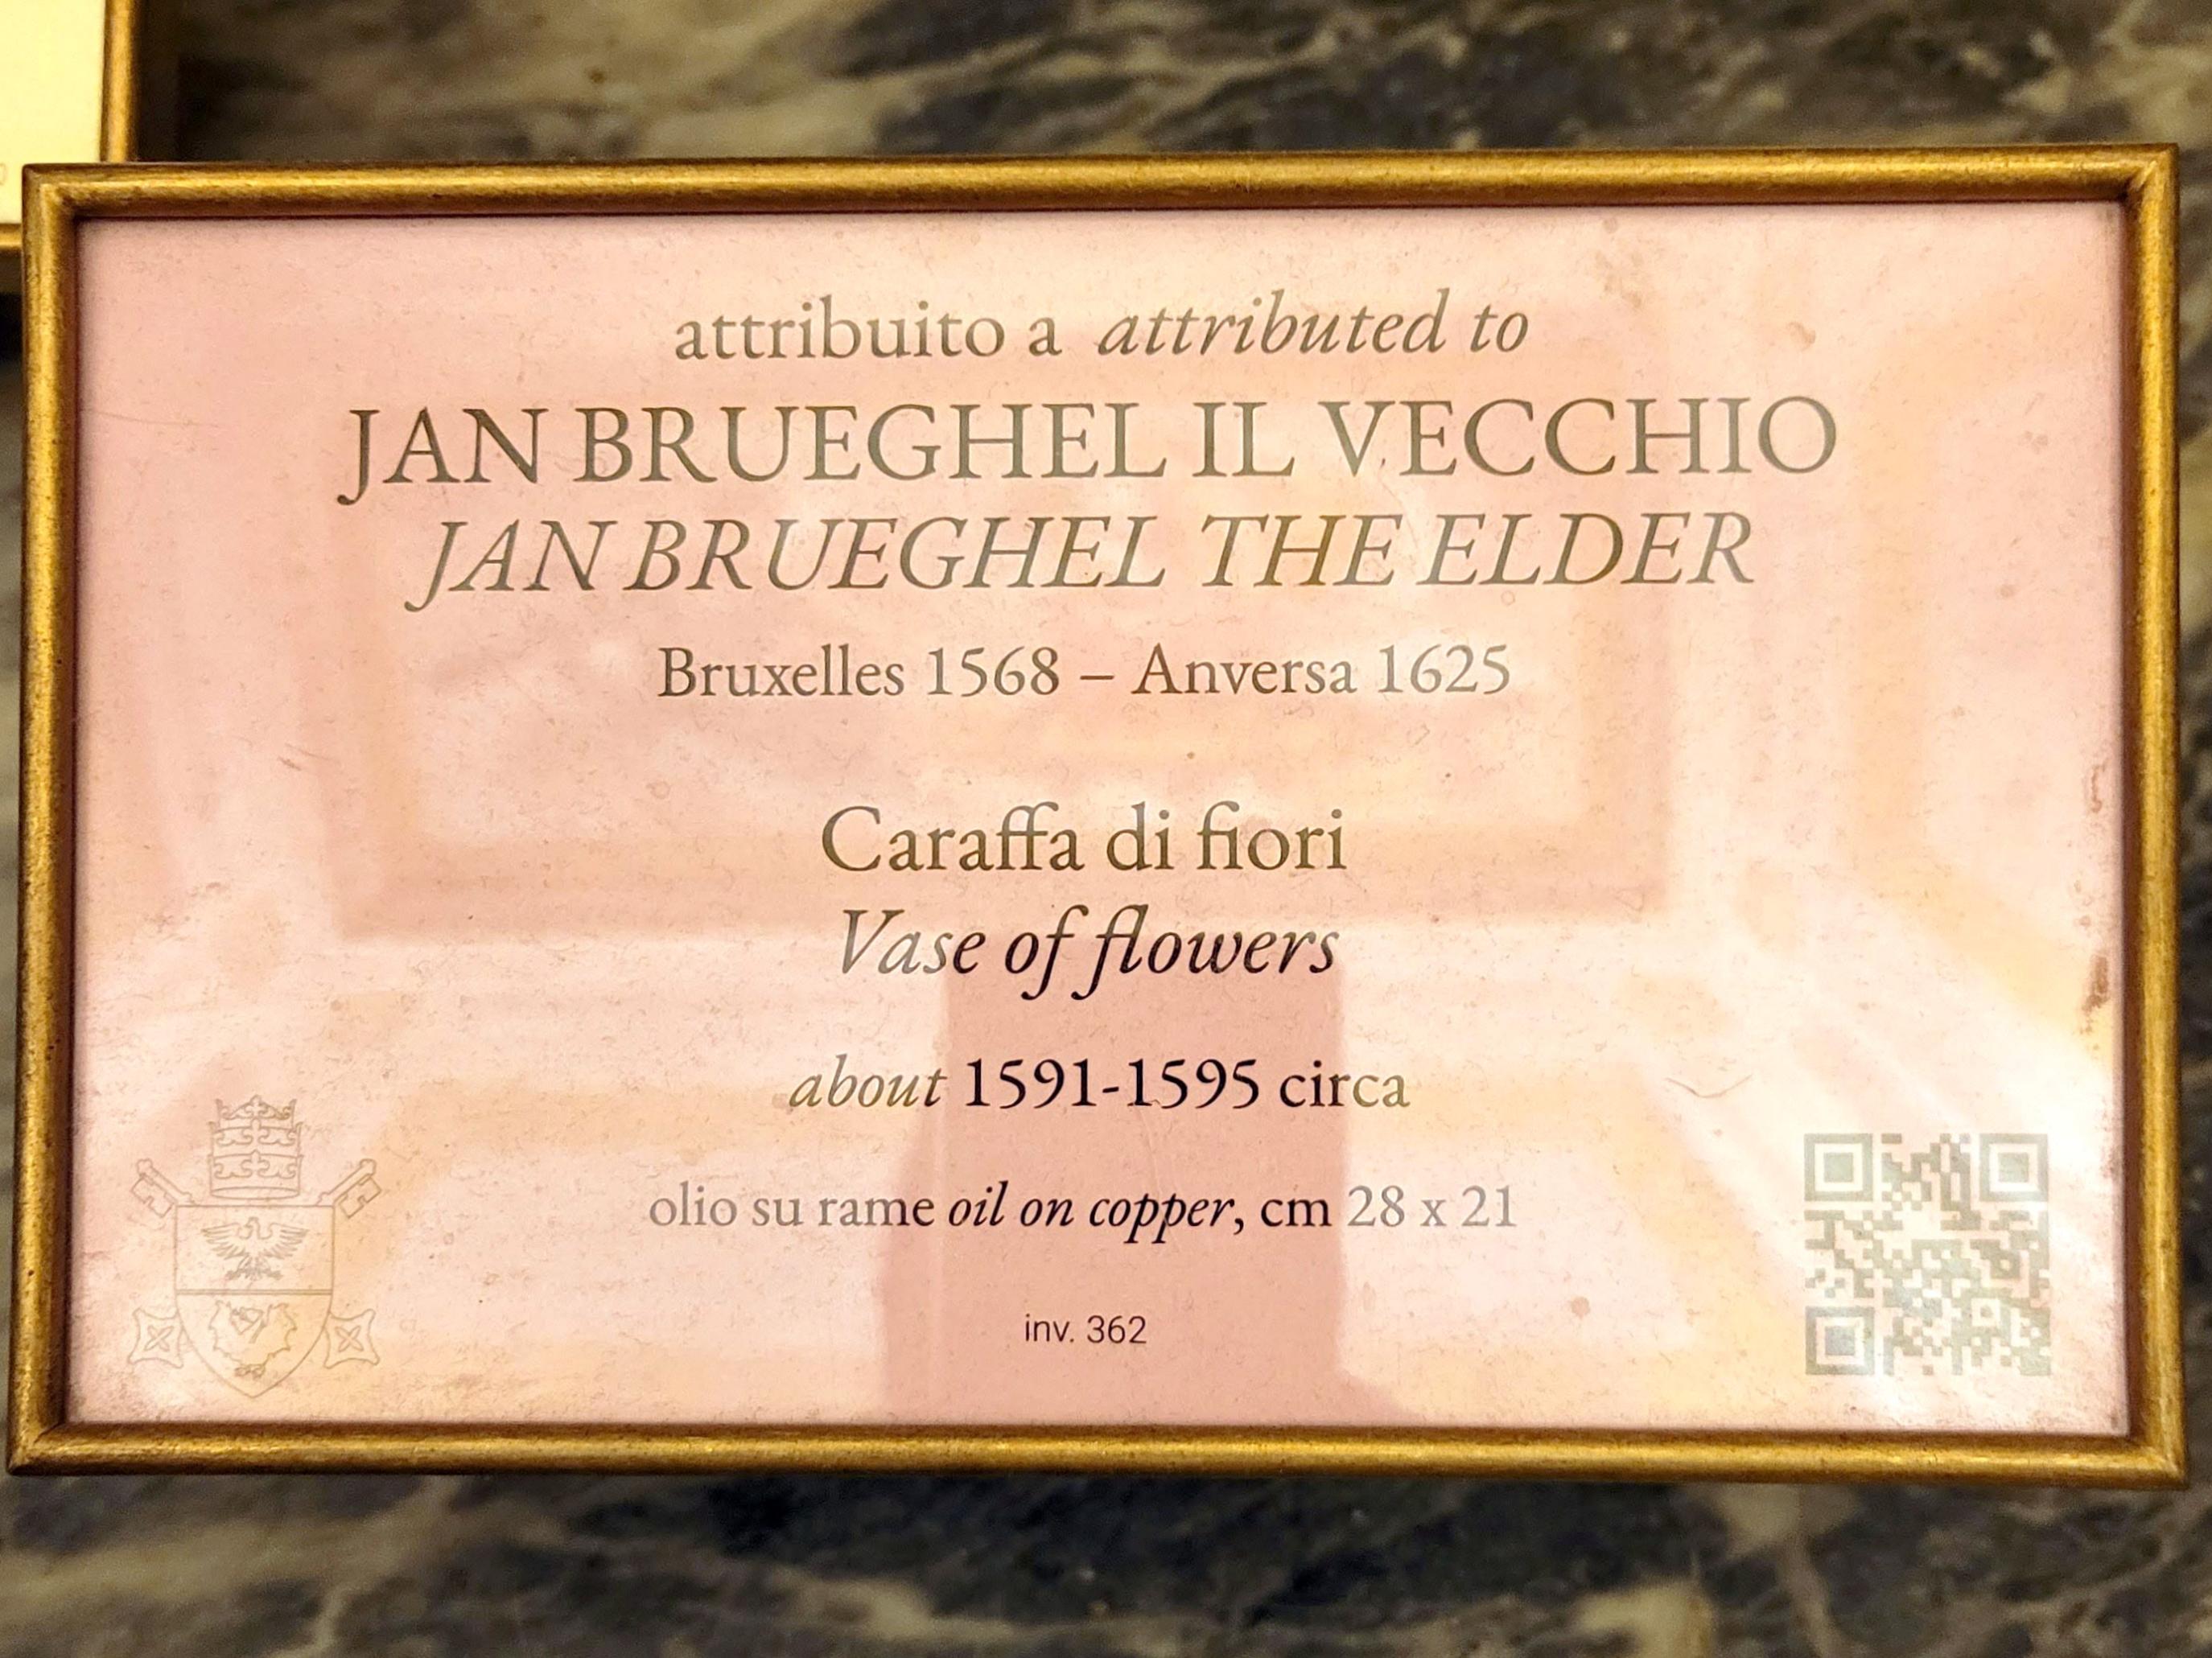 attribuito a attributed to
JAN BRUEGHEL IL VECCHIO
JAN BRUEGHEL THE ELDER
Bruxelles 1568 – Anversa 1625
Caraffa di fiori
Vase of flowers
about 1591-1595 circa
olio su rame oil on copper, cm 28 x 21
inv. 362